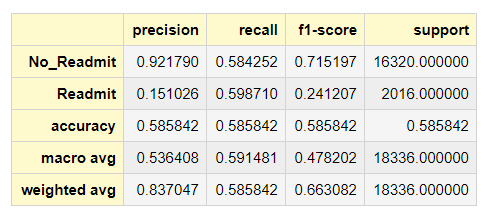 precision recall f1-score support
No_Readmit 0.921790 0.584252 0.715197 16320.000000
Readmit 0.151026 0.598710 0.241207 2016.000000
accuracy 0.585842 0.585842 0.585842 0.585842
macro avg 0.536408 0.591481 0.478202 18336.000000
weighted avg 0.837047 0.585842 0.663082 18336.000000